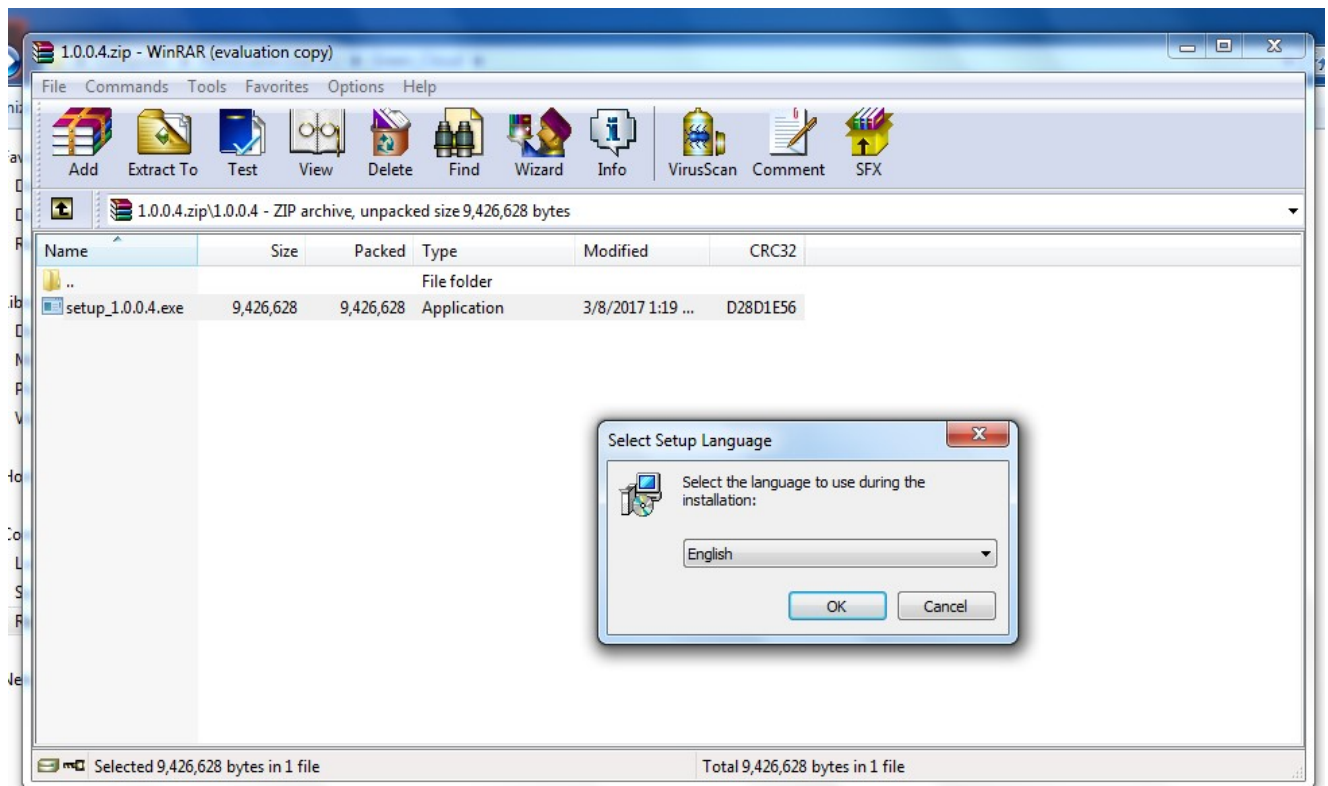 1.0.0.4.zip - WinRAR (evaluation copy)
File Commands Tools Favorites Options Help
Add Extract To Test View Delete Find Wizard Info VirusScan Comment SFX
1.0.0.4.zip\1.0.0.4 - ZIP archive, unpacked size 9,426,628 bytes
Name Size Packed Type Modified CRC32
.. File folder
setup_1.0.0.4.exe 9,426,628 9,426,628 Application 3/8/2017 1:19 ... D28D1E56
Select Setup Language
Select the language to use during the
installation:
English
OK Cancel
Selected 9,426,628 bytes in 1 file Total 9,426,628 bytes in 1 file